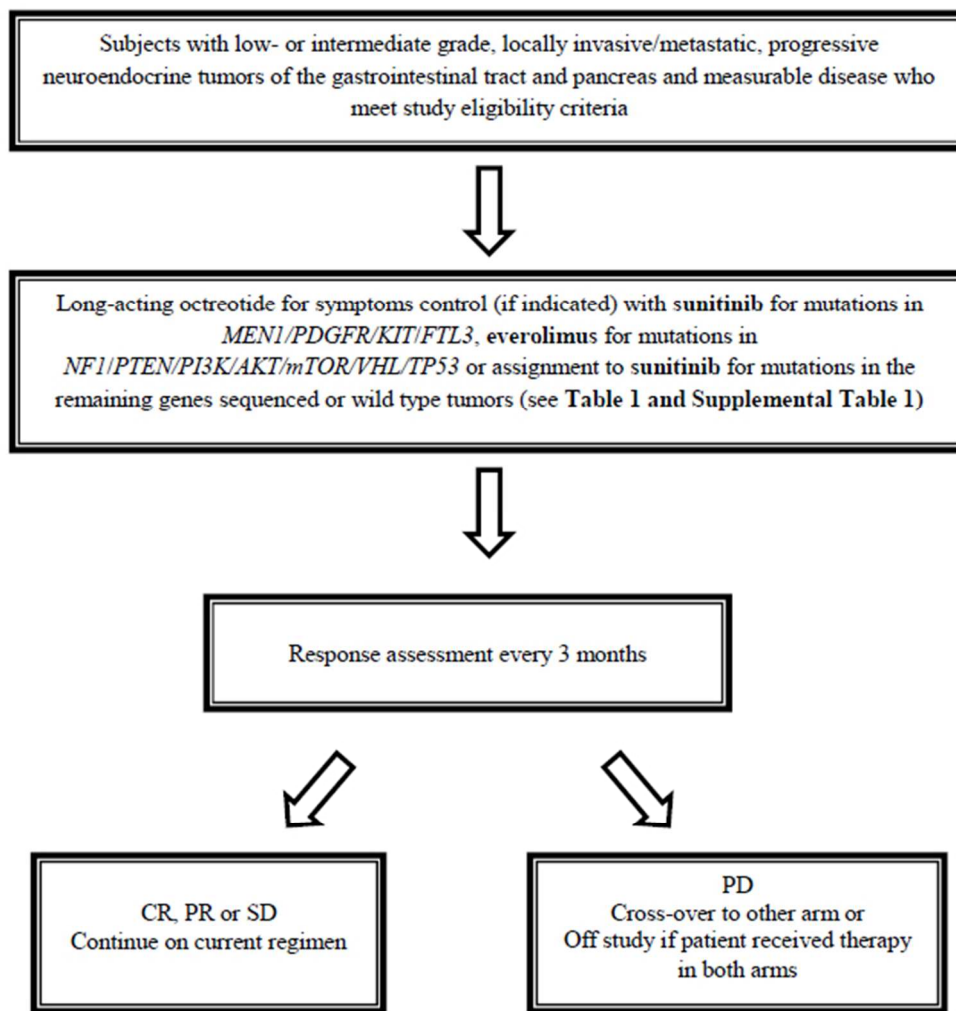 Subjects with low- or intermediate grade, locally invasive/metastatic, progressive
neuroendocrine tumors of the gastrointestinal tract and pancreas and measurable disease who
meet study eligibility criteria
Long-acting octreotide for symptoms control (if indicated) with sunitinib for mutations in
MEN1/PDGFR/KIT/FTL3, everolimus for mutations in
NF1/PTEN/PI3K/AKT/mTOR/VHL/TP53 or assignment to sunitinib for mutations in the
remaining genes sequenced or wild type tumors (see Table 1 and Supplemental Table 1)
Response assessment every 3 months
CR, PR or SD
Continue on current regimen
PD
Cross-over to other arm or
Off study if patient received therapy
in both arms